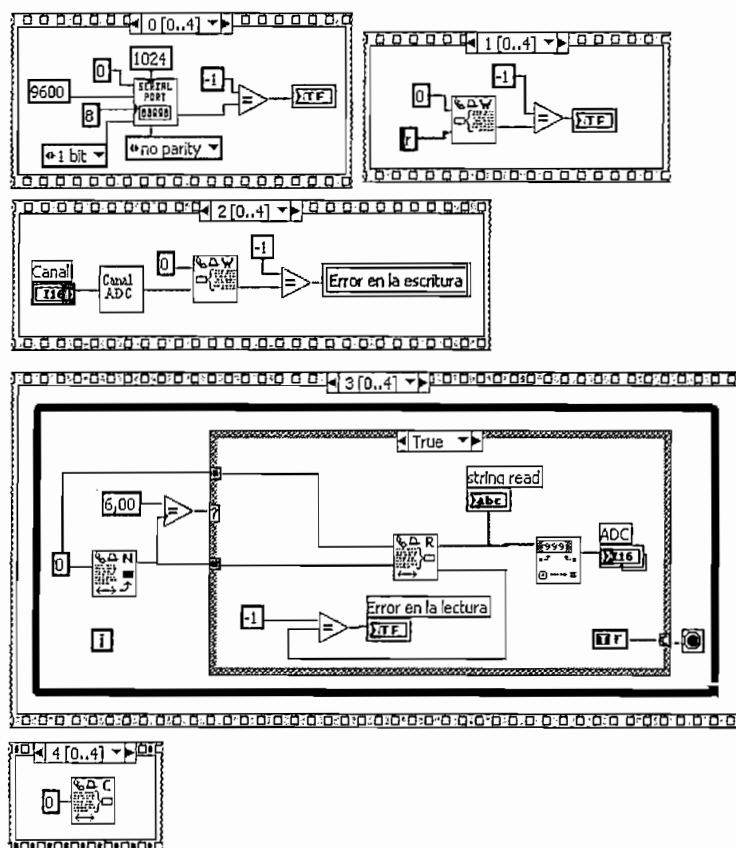 0 [0..4]
1024
0
9600
SERIAL
PORT
8
-1
TF
1 bit
no parity
1 [0..4]
-1
0
W
r
TF
2 [0..4]
Canal
I16
Canal
ADC
0
W
-1
Error en la escritura
3 [0..4]
True
string read
Abc
6,00
?
0
N
R
999
ADC
I16
Error en la lectura
-1
TF
i
T F
4 [0..4]
0
C